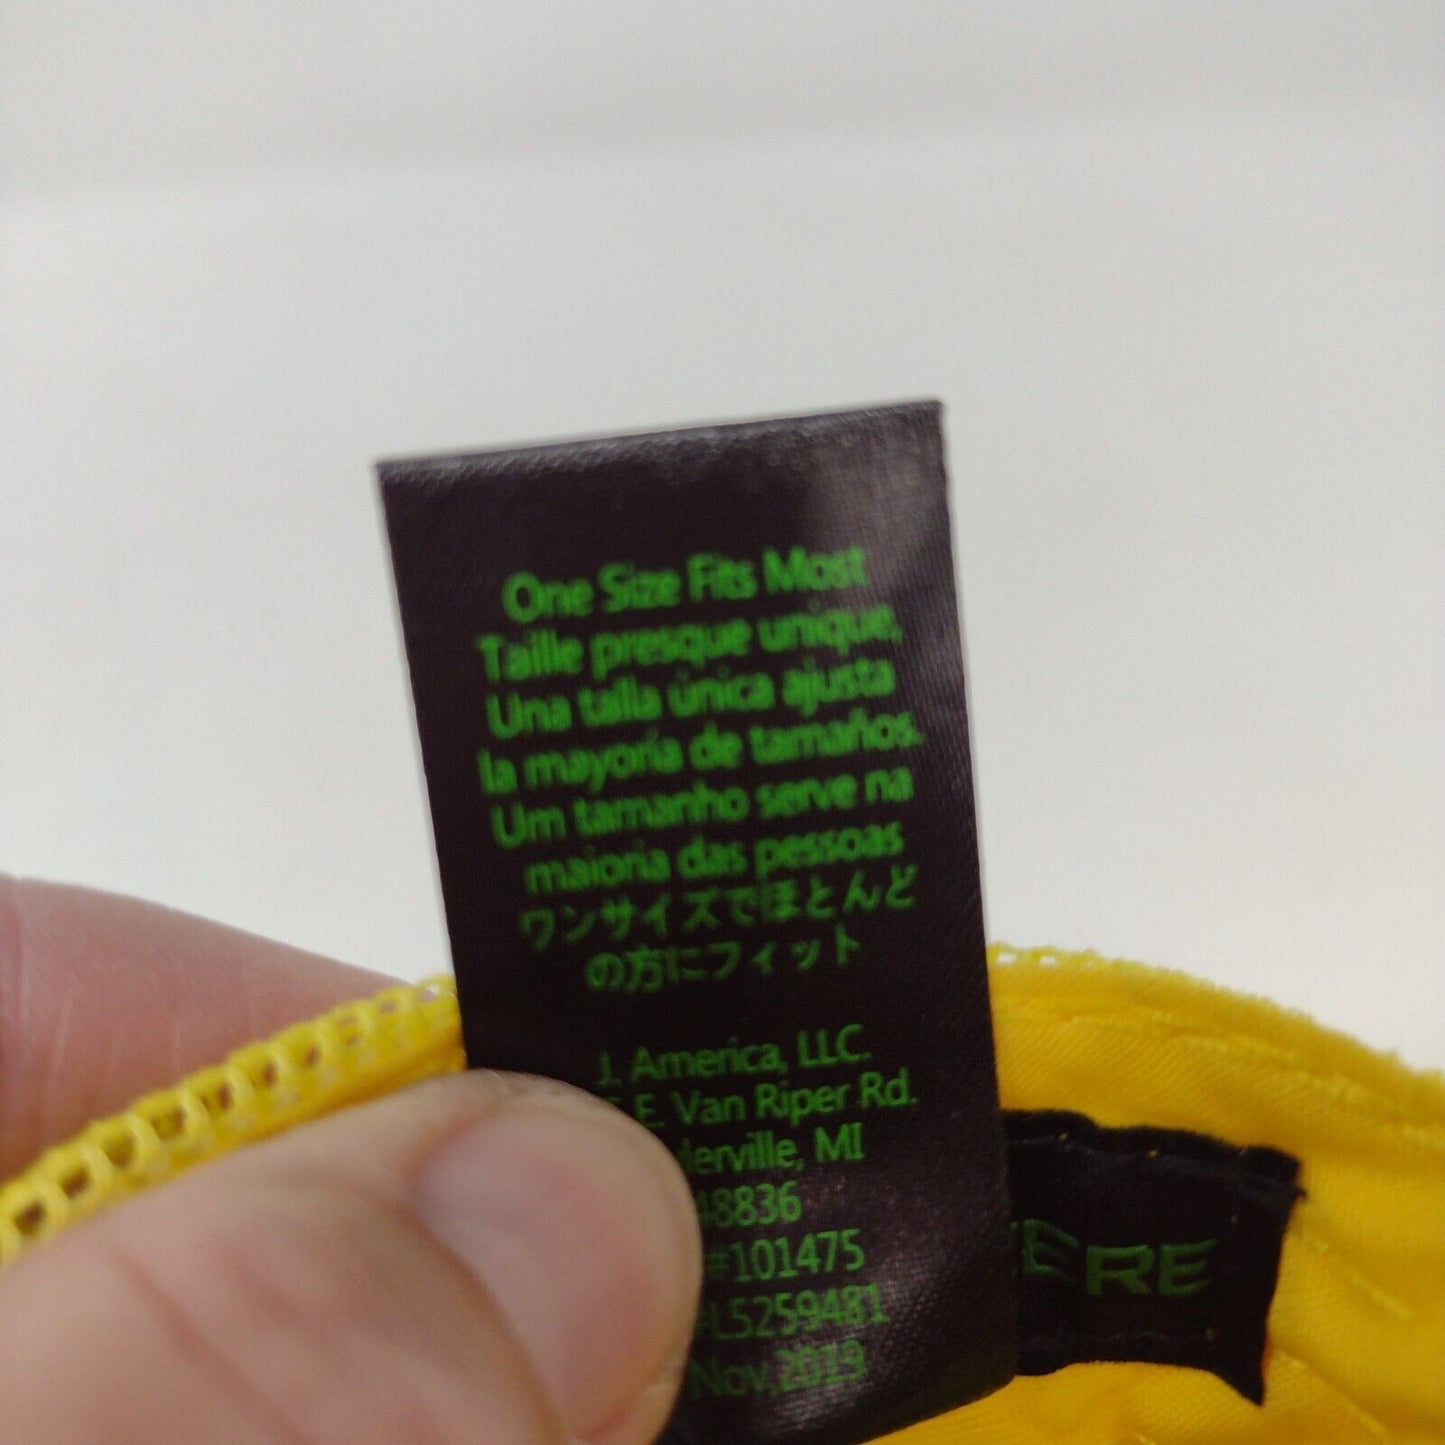 One Size Fits Most
Taille presque unique,
Una talla única ajusta
la mayoría de tamaños.
Um tamanho serve na
maioria das pessoas
ワンサイズでほとんど
の方にフィット
J. America, LLC.
E. Van Riper Rd.
lerville, MI
48836
#101475
#L5259481
Nov,2019
ERE